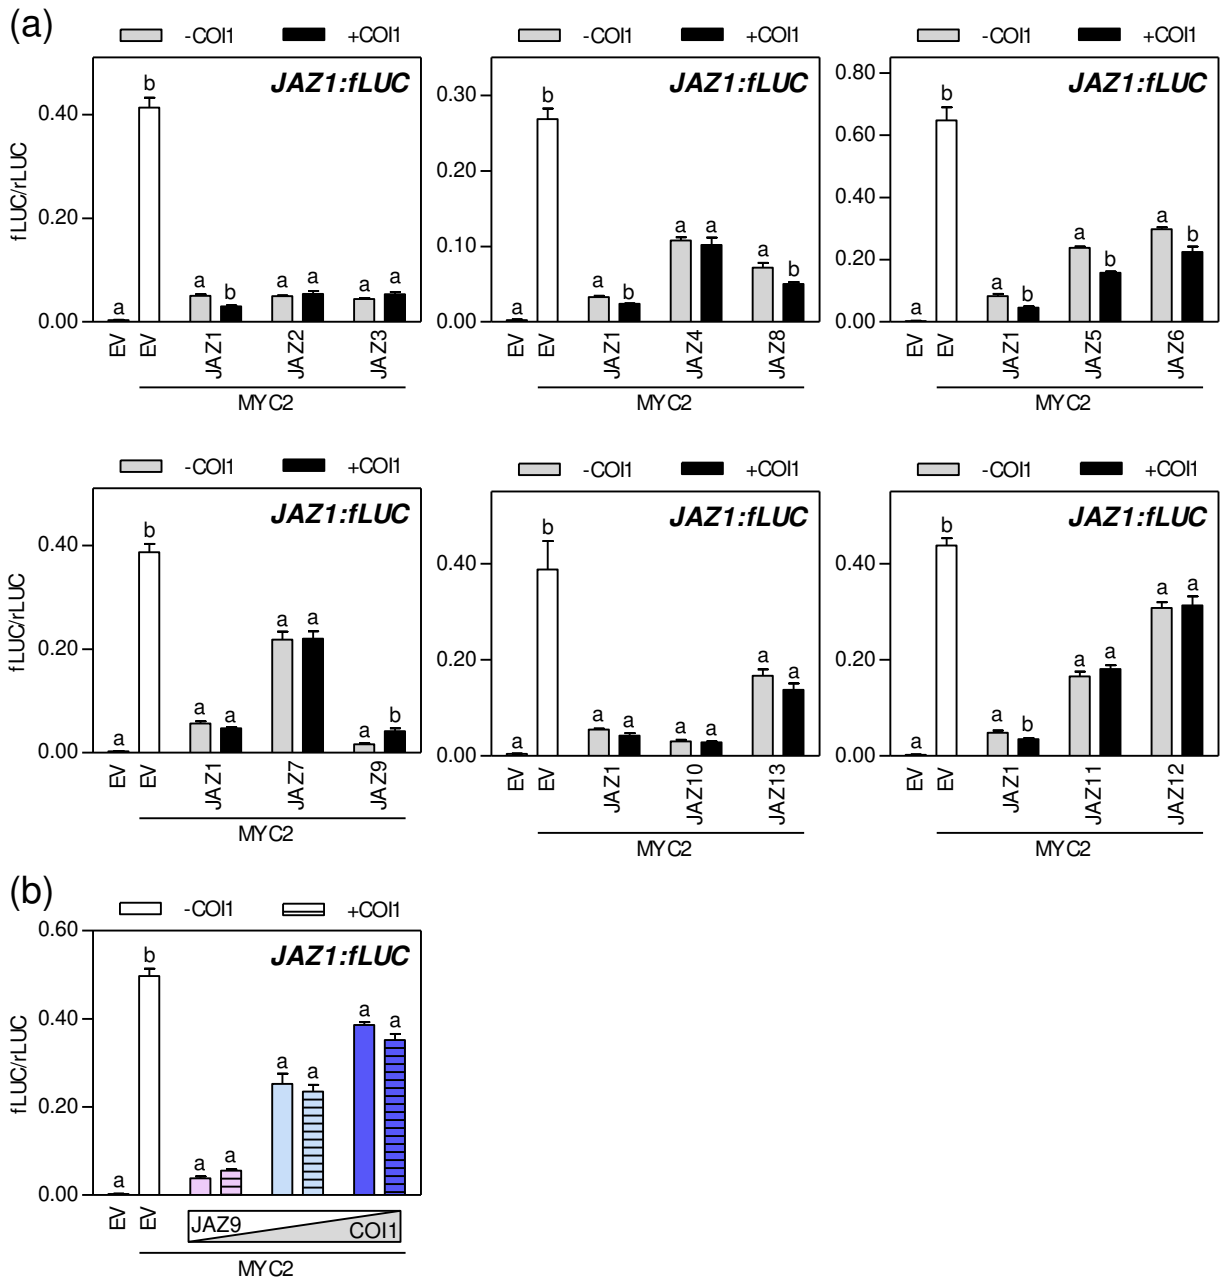 (a)
-COI1 +COI1
-COI1 +COI1
-COI1 +COI1
JAZ1:fLUC
fLUC/rLUC
0.40
0.20
0.00
a b a b a a a a
EV EV JAZ1 JAZ2 JAZ3
MYC2
JAZ1:fLUC
0.30
0.20
0.10
0.00
a b a b a a a b
EV EV JAZ1 JAZ4 JAZ8
MYC2
JAZ1:fLUC
0.80
0.60
0.40
0.20
0.00
a b a b a b a b
EV EV JAZ1 JAZ5 JAZ6
MYC2
-COI1 +COI1
-COI1 +COI1
-COI1 +COI1
JAZ1:fLUC
fLUC/rLUC
0.40
0.20
0.00
a b a a a a a b
EV EV JAZ1 JAZ7 JAZ9
MYC2
JAZ1:fLUC
0.40
0.20
0.00
a b a a a a a a
EV EV JAZ1 JAZ10 JAZ13
MYC2
JAZ1:fLUC
0.40
0.20
0.00
a b a b a a a a
EV EV JAZ1 JAZ11 JAZ12
MYC2
(b)
-COI1 +COI1
JAZ1:fLUC
fLUC/rLUC
0.60
0.40
0.20
0.00
a b a a a a a a
EV EV JAZ9 COI1
MYC2